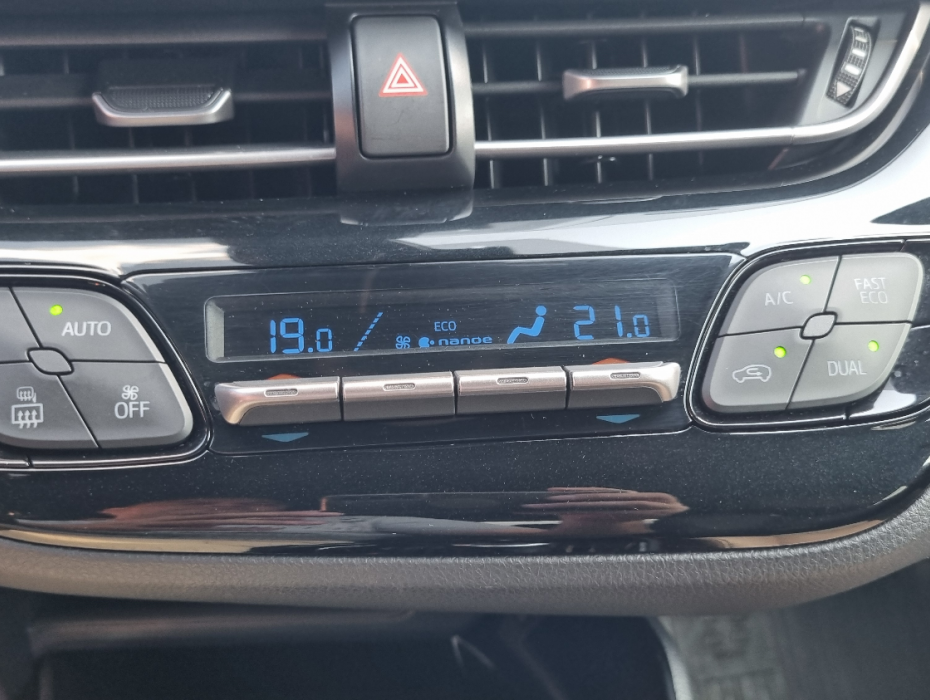 AUTO
OFF
19.0
ECO
nanoe
21.0
A/C
FAST
ECO
DUAL